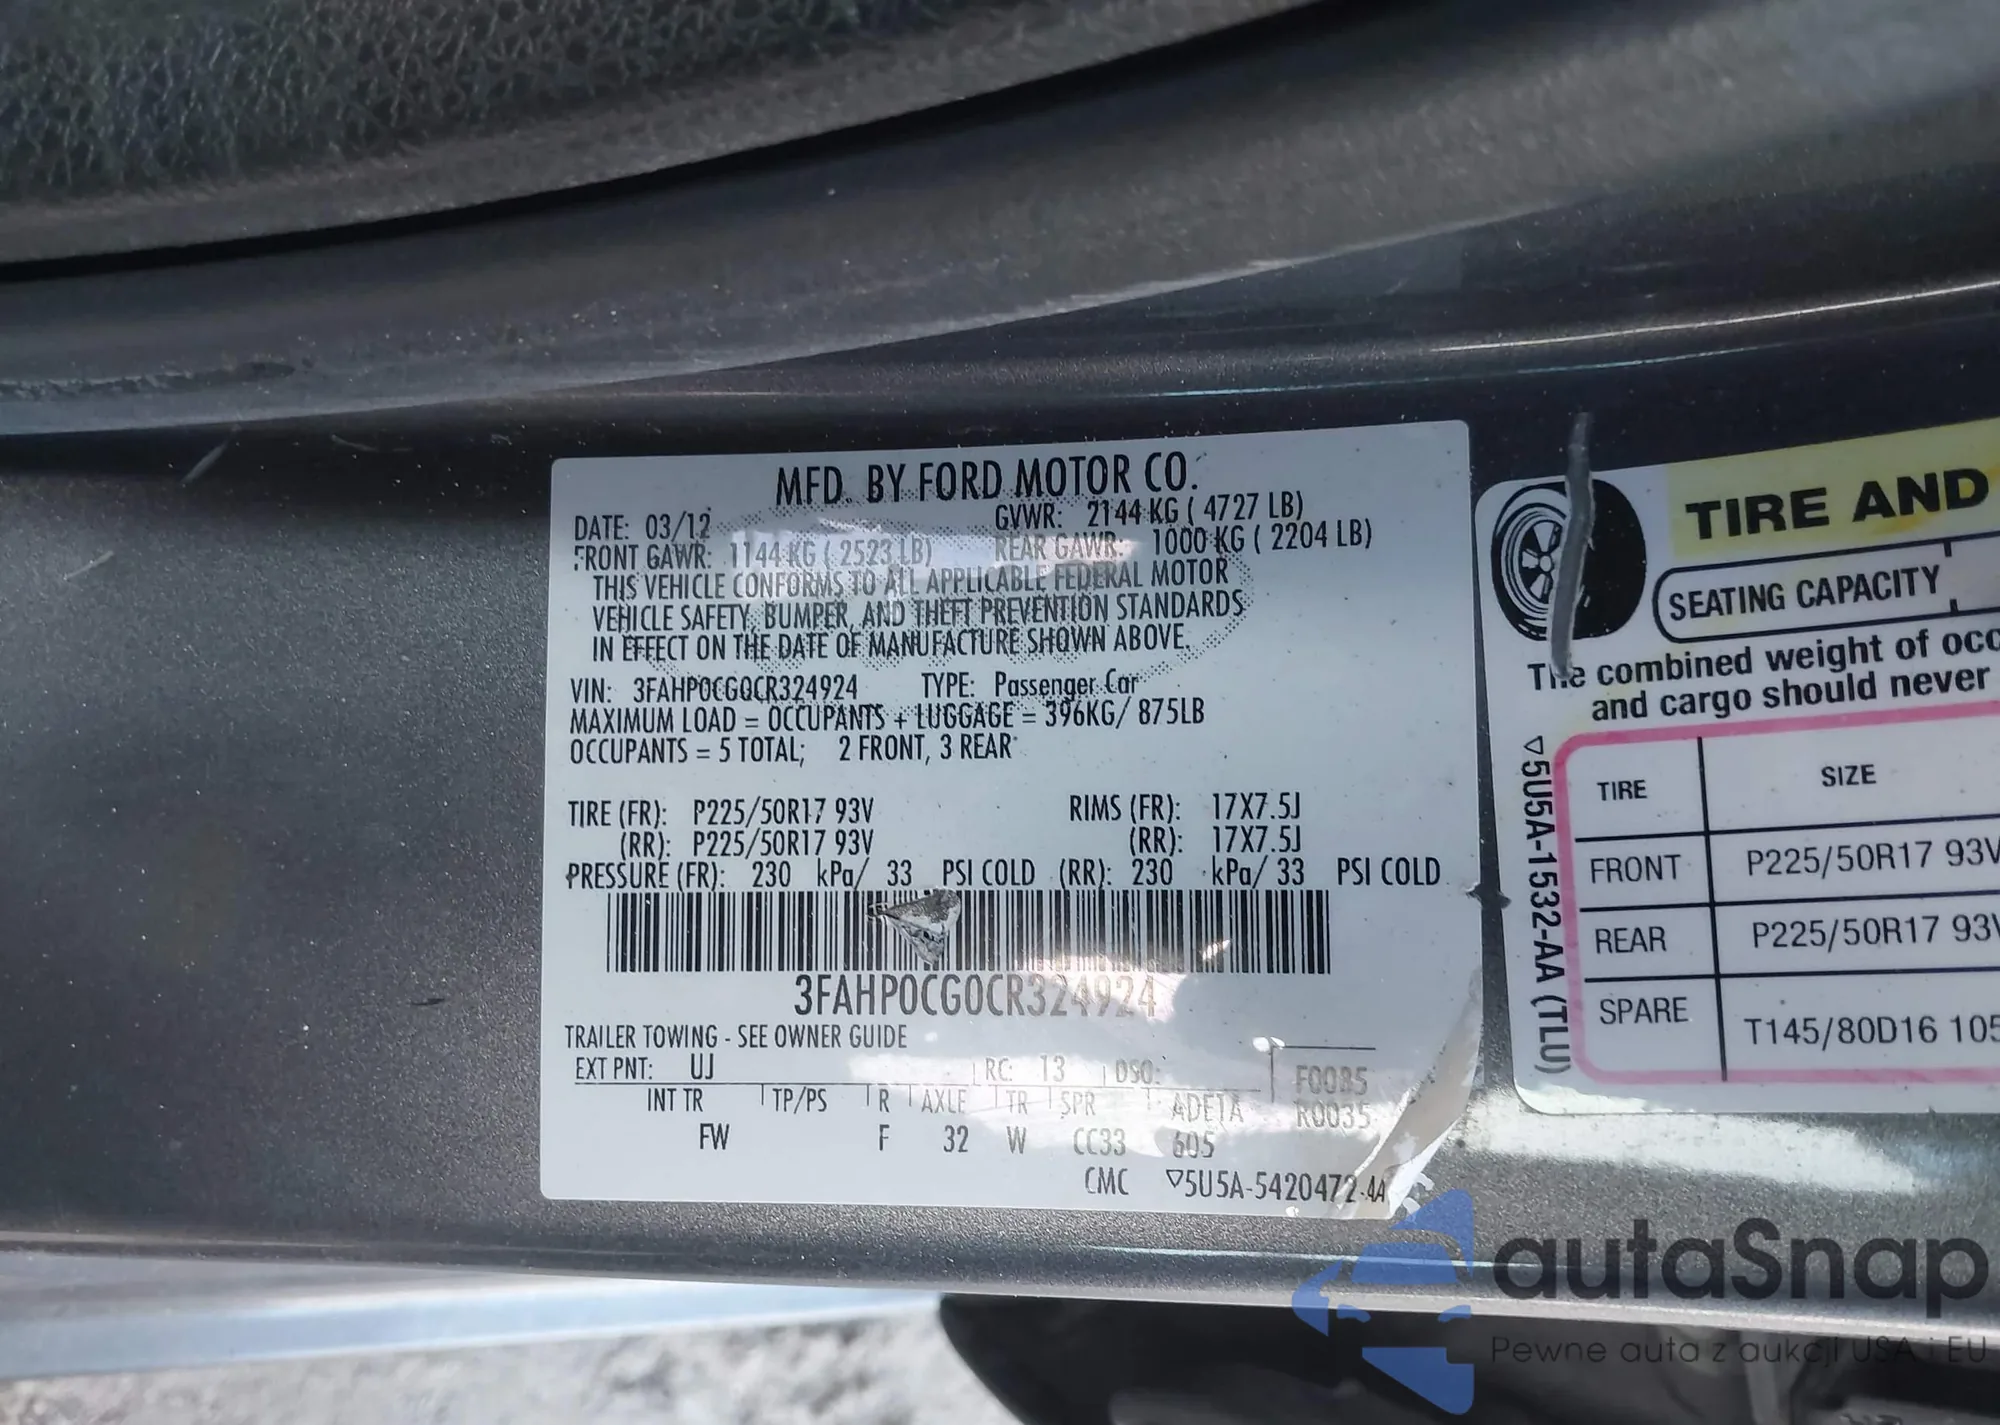 MFD. BY FORD MOTOR CO.
DATE: 03/12 GVWR: 2144 KG ( 4727 LB)
FRONT GAWR: 1144 KG ( 2523 LB) REAR GAWR: 1000 KG ( 2204 LB)
THIS VEHICLE CONFORMS TO ALL APPLICABLE FEDERAL MOTOR
VEHICLE SAFETY, BUMPER, AND THEFT PREVENTION STANDARDS
IN EFFECT ON THE DATE OF MANUFACTURE SHOWN ABOVE.
VIN: 3FAHP0CG0CR324924 TYPE: Passenger Car
MAXIMUM LOAD = OCCUPANTS + LUGGAGE = 396KG/ 875LB
OCCUPANTS = 5 TOTAL; 2 FRONT, 3 REAR
TIRE (FR): P225/50R17 93V RIMS (FR): 17X7.5J
(RR): P225/50R17 93V (RR): 17X7.5J
PRESSURE (FR): 230 kPa/ 33 PSI COLD (RR): 230 kPa/ 33 PSI COLD
3FAHP0CG0CR324924
TRAILER TOWING - SEE OWNER GUIDE
EXT PNT: UJ RC: 13 DSO: F0085
INT TR TP/PS R AXLE TR SPR ADETA R0035
FW F 32 W CC33 605
CMC ▽5U5A-5420472-AA
TIRE AND
SEATING CAPACITY
The combined weight of occ
and cargo should never
▽5U5A-1532-AA (TLU)
TIRE SIZE
FRONT P225/50R17 93V
REAR P225/50R17 93V
SPARE T145/80D16 105
autaSnap
Pewne auta z aukcji USA i EU